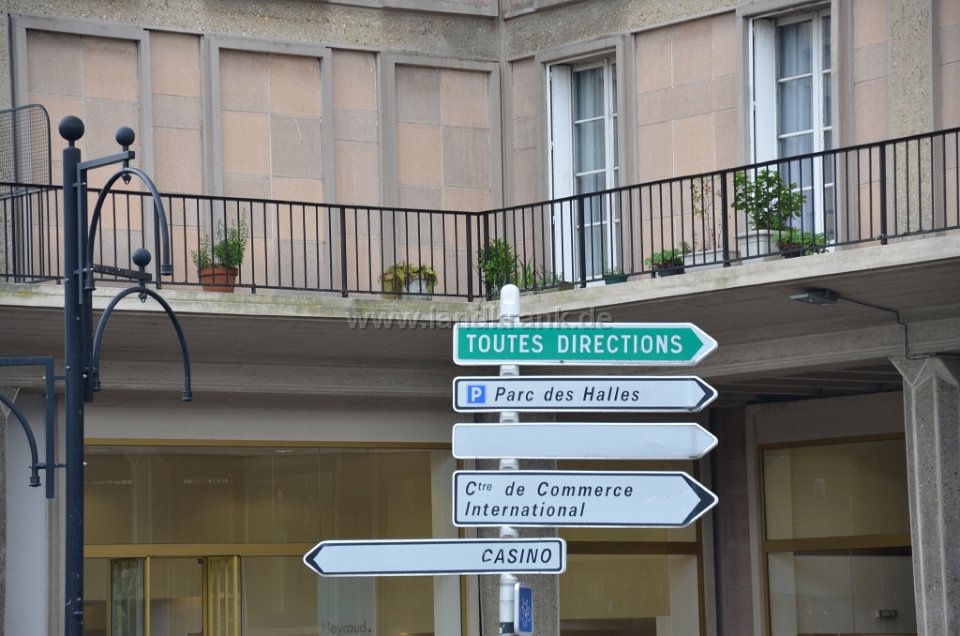 www.landkrank.de
TOUTES DIRECTIONS
P Parc des Halles
Ctre de Commerce
International
CASINO
Heyraud.